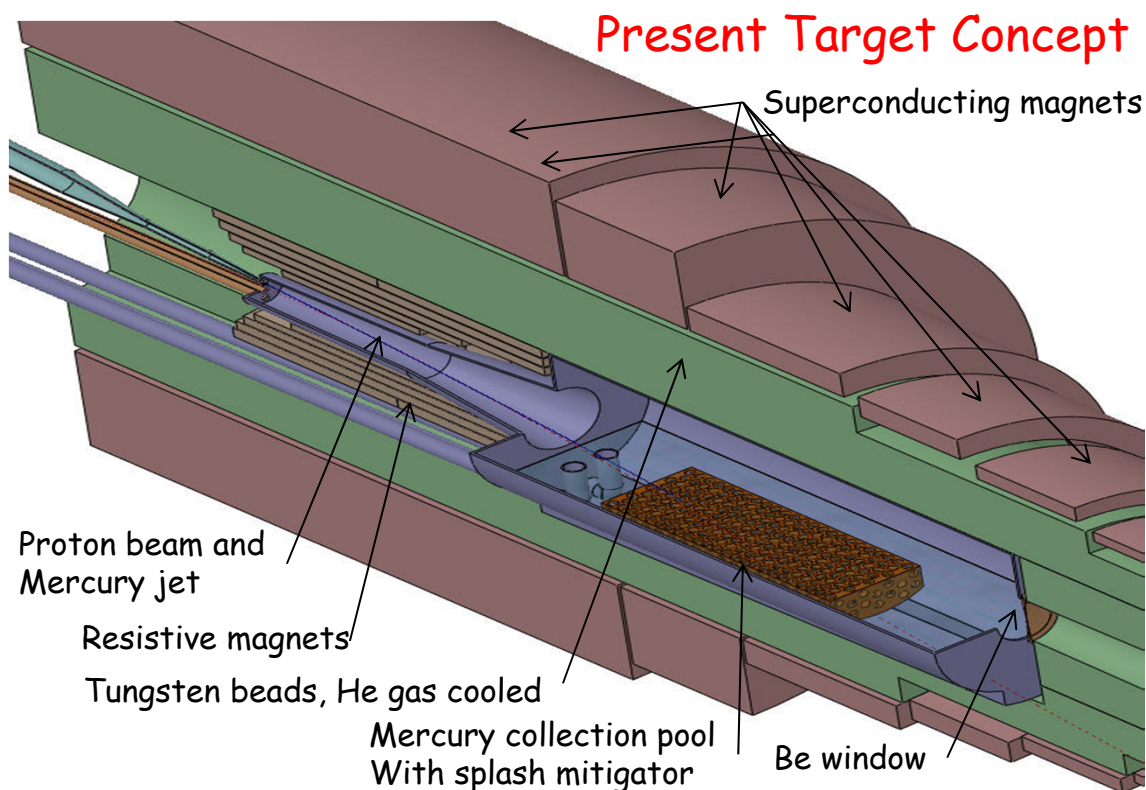 Present Target Concept
Superconducting magnets
Proton beam and
Mercury jet
Resistive magnets
Tungsten beads, He gas cooled
Mercury collection pool
With splash mitigator
Be window